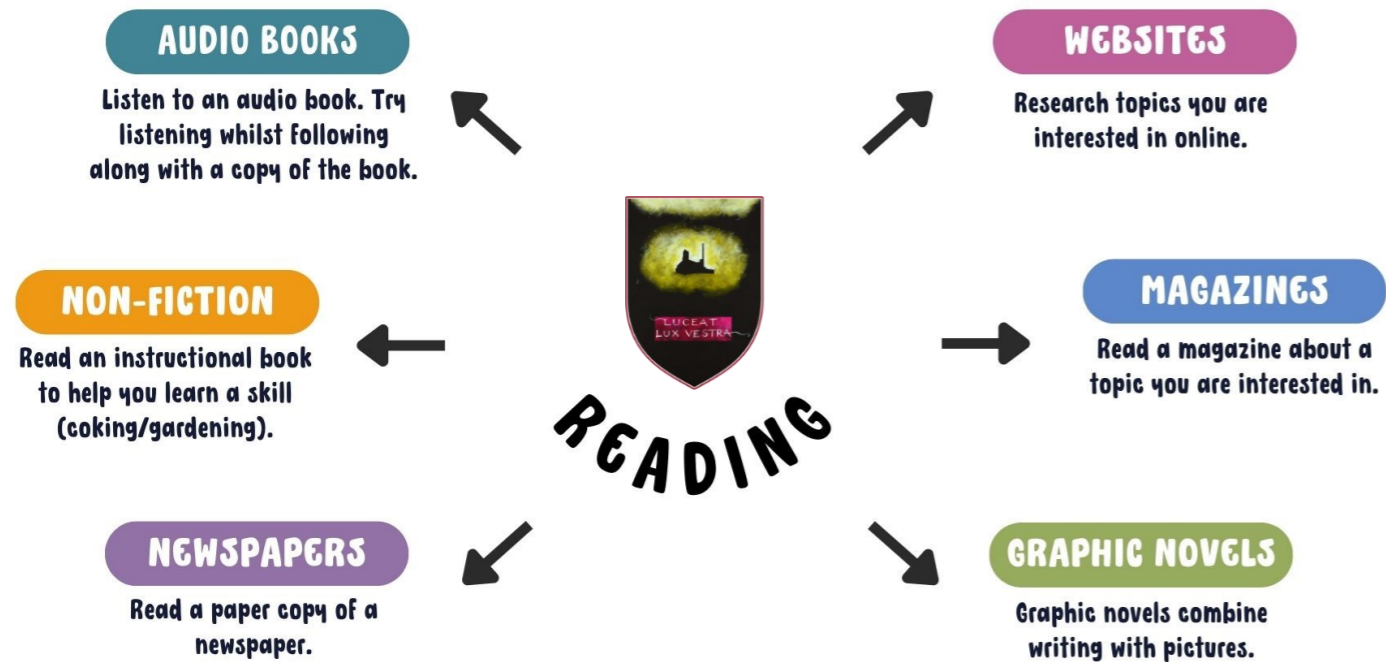 AUDIO BOOKS
Listen to an audio book. Try
listening whilst following
along with a copy of the book.
NON-FICTION
Read an instructional book
to help you learn a skill
(coking/gardening).
NEWSPAPERS
Read a paper copy of a
newspaper.
LUCEAT
LUX VESTRA
READING
WEBSITES
Research topics you are
interested in online.
MAGAZINES
Read a magazine about a
topic you are interested in.
GRAPHIC NOVELS
Graphic novels combine
writing with pictures.